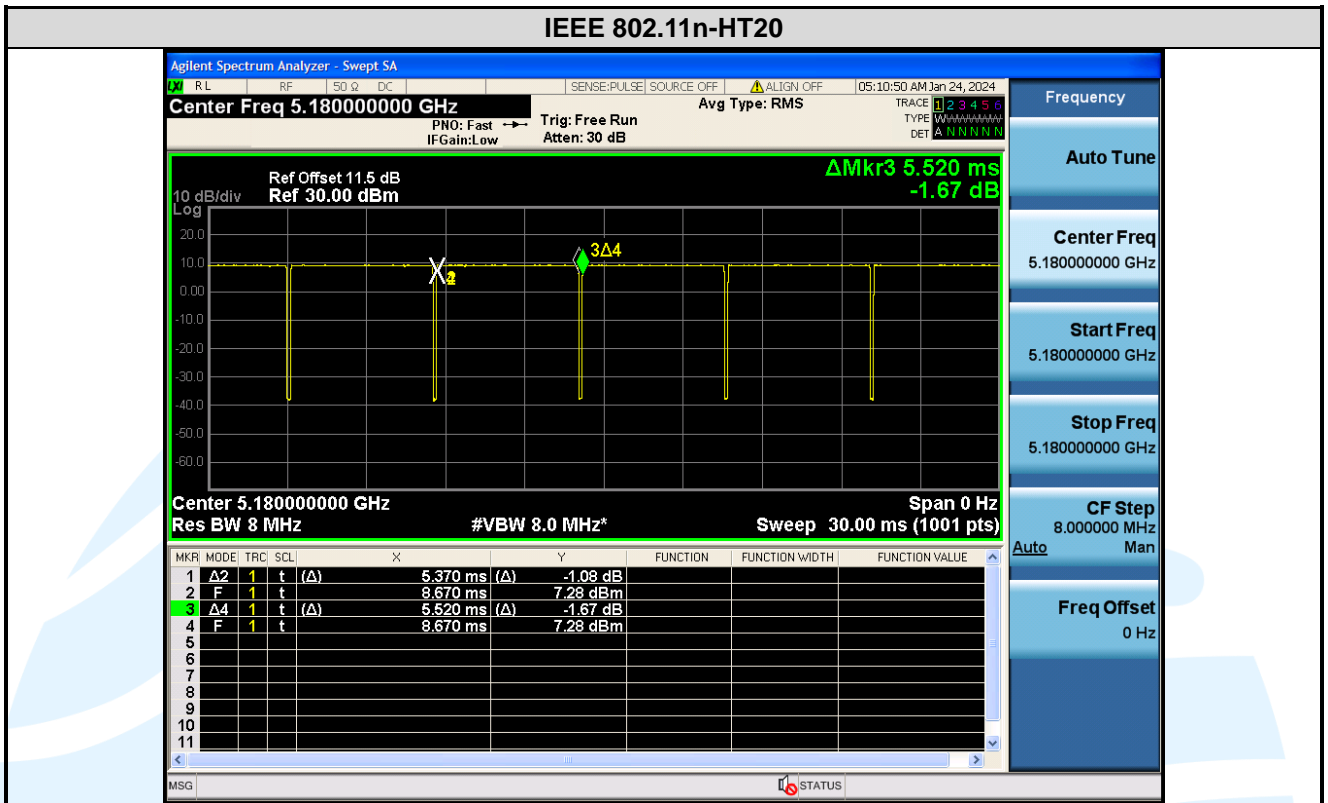 IEEE 802.11n-HT20
Agilent Spectrum Analyzer - Swept SA
LXI RL RF 50 Ω DC SENSE:PULSE SOURCE OFF ALIGN OFF 05:10:50 AM Jan 24, 2024
Center Freq 5.180000000 GHz Avg Type: RMS TRACE 1 2 3 4 5 6
PNO: Fast Trig: Free Run TYPE
IFGain:Low Atten: 30 dB DET A N N N N N
ΔMkr3 5.520 ms
-1.67 dB
Ref Offset 11.5 dB
10 dB/div Ref 30.00 dBm
Log
20.0
10.0
0.00
-10.0
-20.0
-30.0
-40.0
-50.0
-60.0
3Δ4
Center 5.180000000 GHz Span 0 Hz
Res BW 8 MHz #VBW 8.0 MHz* Sweep 30.00 ms (1001 pts)
MKR MODE TRC SCL X Y FUNCTION FUNCTION WIDTH FUNCTION VALUE
1 Δ2 1 t (Δ) 5.370 ms (Δ) -1.08 dB
2 F 1 t 8.670 ms 7.28 dBm
3 Δ4 1 t (Δ) 5.520 ms (Δ) -1.67 dB
4 F 1 t 8.670 ms 7.28 dBm
5
6
7
8
9
10
11
MSG STATUS
Frequency
Auto Tune
Center Freq
5.180000000 GHz
Start Freq
5.180000000 GHz
Stop Freq
5.180000000 GHz
CF Step
8.000000 MHz
Auto Man
Freq Offset
0 Hz